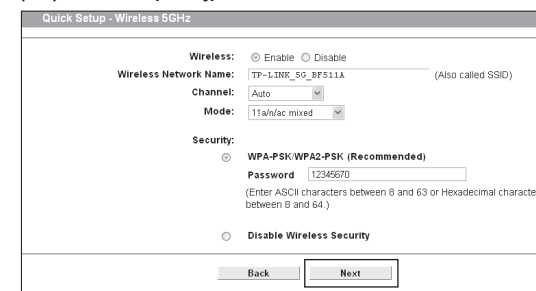 Quick Setup - Wireless 5GHz
Wireless: Enable Disable
Wireless Network Name: TP-LINK_5G_BF511A (Also called SSID)
Channel: Auto
Mode: 11a/n/ac mixed
Security:
WPA-PSK/WPA2-PSK (Recommended)
Password 12345670
(Enter ASCII characters between 8 and 63 or Hexadecimal characte
between 8 and 64.)
Disable Wireless Security
Back Next